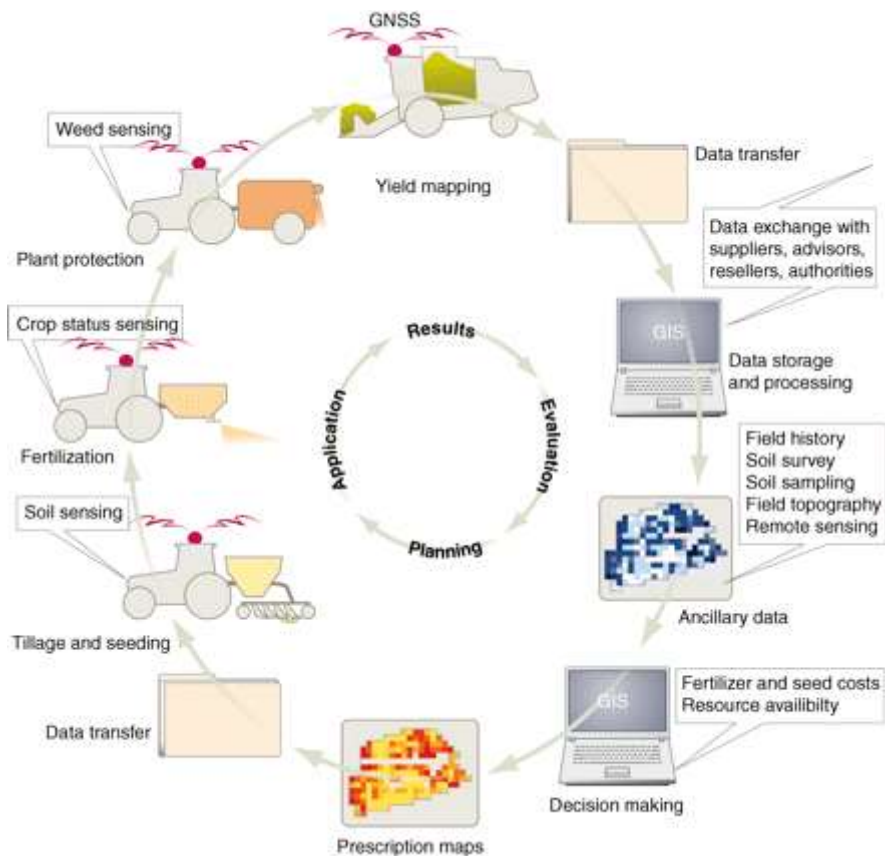 GNSS
Yield mapping
Data transfer
Data exchange with
suppliers, advisors,
resellers, authorities
GIS
Data storage
and processing
Field history
Soil survey
Soil sampling
Field topography
Remote sensing
Ancillary data
Fertilizer and seed costs
Resource availibilty
GIS
Decision making
Prescription maps
Data transfer
Soil sensing
Tillage and seeding
Crop status sensing
Fertilization
Weed sensing
Plant protection
Results
Evaluation
Planning
Application